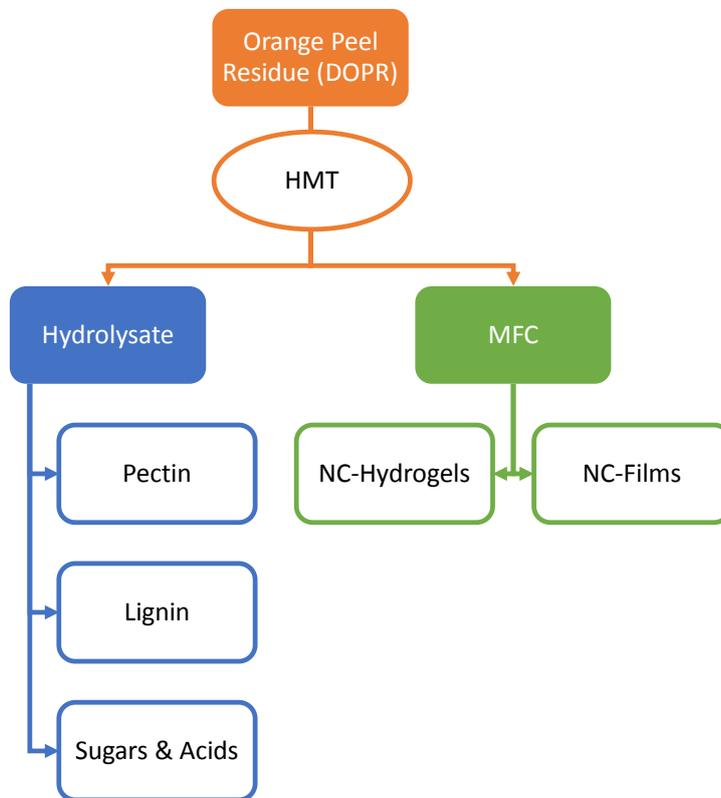 Orange Peel
Residue (DOPR)
HMT
Hydrolysate
MFC
Pectin
NC-Hydrogels
NC-Films
Lignin
Sugars & Acids